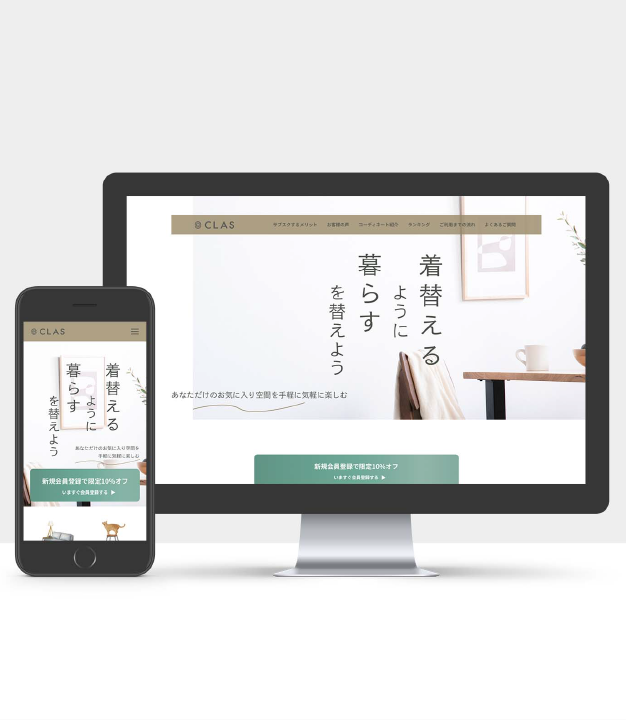 CLAS
サブスクするメリット お客様の声 コーディネート紹介 ランキング ご利用までの流れ よくあるご質問
着替える
ように
暮らす
を替えよう
あなただけのお気に入り空間を手軽に気軽に楽しむ
新規会員登録で限定10%オフ
いますぐ会員登録する ▶
CLAS
着替える
ように
暮らす
を替えよう
あなただけのお気に入り空間を
手軽に気軽に楽しむ
新規会員登録で限定10%オフ
いますぐ会員登録する ▶